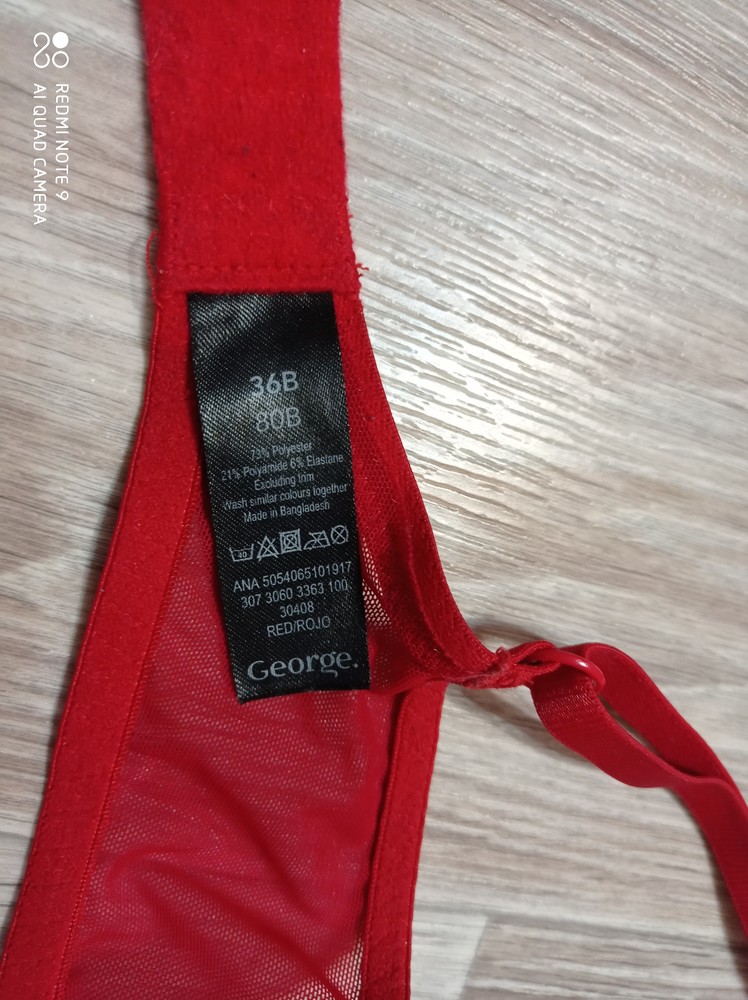 REDMI NOTE 9
AI QUAD CAMERA
36B
80B
73% Polyester
21% Polyamide 6% Elastane
Excluding trim
Wash similar colours together
Made in Bangladesh
40
ANA 5054065101917
307 3060 3363 100
30408
RED/ROJO
George.